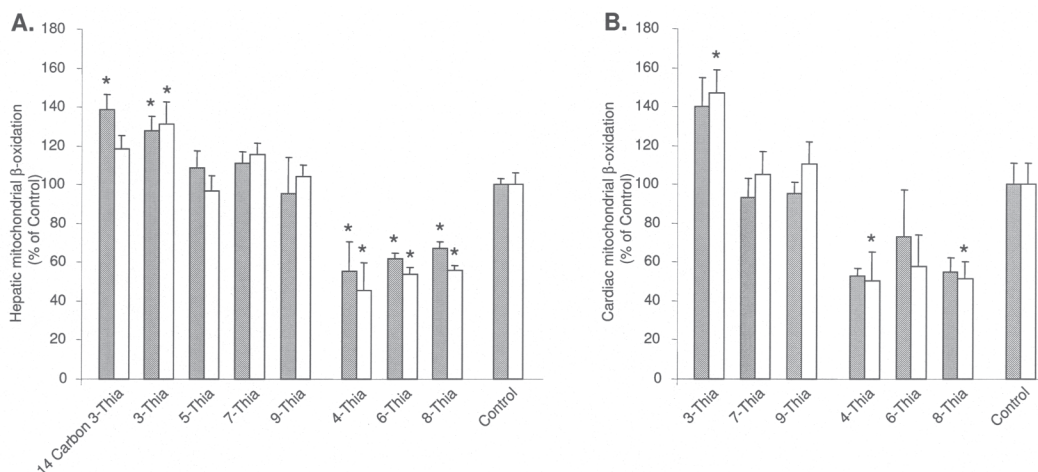 A.
Hepatic mitochondrial β-oxidation
(% of Control)
180
160
140
120
100
80
60
40
20
0
*
*
*
*
*
*
*
*
*
14 Carbon 3-Thia
3-Thia
5-Thia
7-Thia
9-Thia
4-Thia
6-Thia
8-Thia
Control
B.
Cardiac mitochondrial β-oxidation
(% of Control)
180
160
140
120
100
80
60
40
20
0
*
*
*
3-Thia
7-Thia
9-Thia
4-Thia
6-Thia
8-Thia
Control